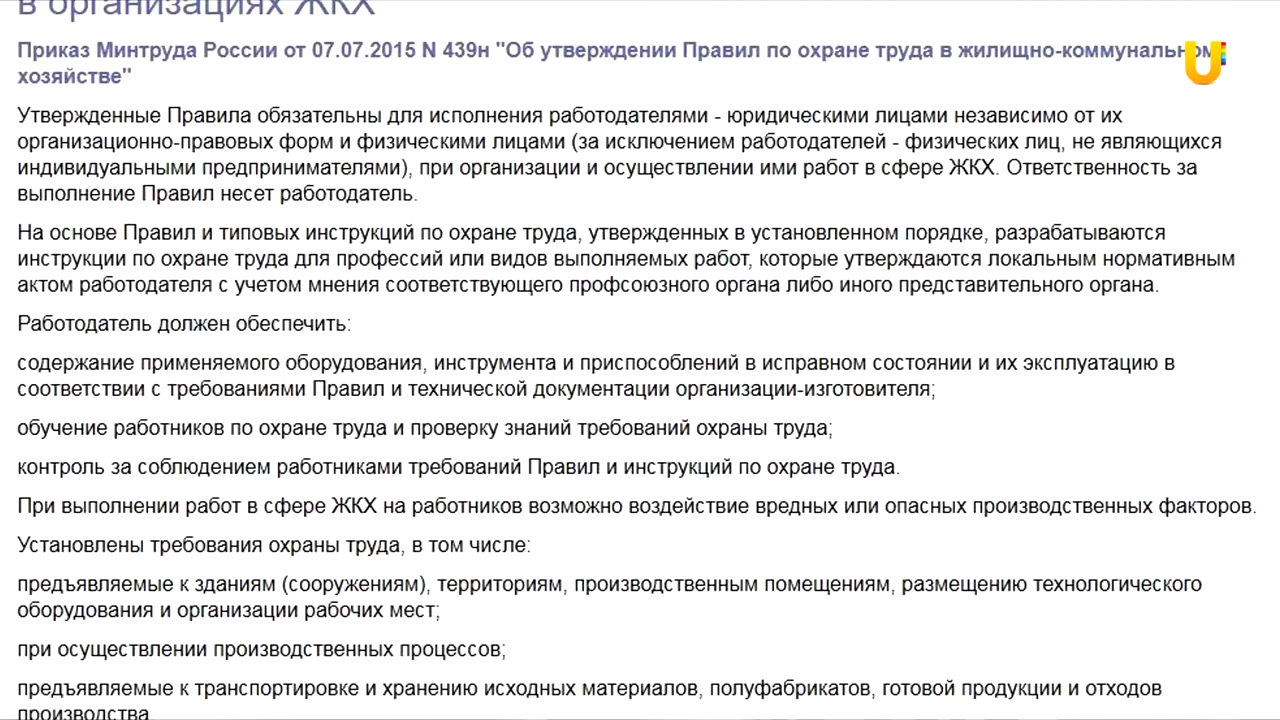 в организациях ЖКХ
Приказ Минтруда России от 07.07.2015 N 439н "Об утверждении Правил по охране труда в жилищно-коммунальном
хозяйстве"
Утвержденные Правила обязательны для исполнения работодателями - юридическими лицами независимо от их
организационно-правовых форм и физическими лицами (за исключением работодателей - физических лиц, не являющихся
индивидуальными предпринимателями), при организации и осуществлении ими работ в сфере ЖКХ. Ответственность за
выполнение Правил несет работодатель.
На основе Правил и типовых инструкций по охране труда, утвержденных в установленном порядке, разрабатываются
инструкции по охране труда для профессий или видов выполняемых работ, которые утверждаются локальным нормативным
актом работодателя с учетом мнения соответствующего профсоюзного органа либо иного представительного органа.
Работодатель должен обеспечить:
содержание применяемого оборудования, инструмента и приспособлений в исправном состоянии и их эксплуатацию в
соответствии с требованиями Правил и технической документации организации-изготовителя;
обучение работников по охране труда и проверку знаний требований охраны труда;
контроль за соблюдением работниками требований Правил и инструкций по охране труда.
При выполнении работ в сфере ЖКХ на работников возможно воздействие вредных или опасных производственных факторов.
Установлены требования охраны труда, в том числе:
предъявляемые к зданиям (сооружениям), территориям, производственным помещениям, размещению технологического
оборудования и организации рабочих мест;
при осуществлении производственных процессов;
предъявляемые к транспортировке и хранению исходных материалов, полуфабрикатов, готовой продукции и отходов
производства.